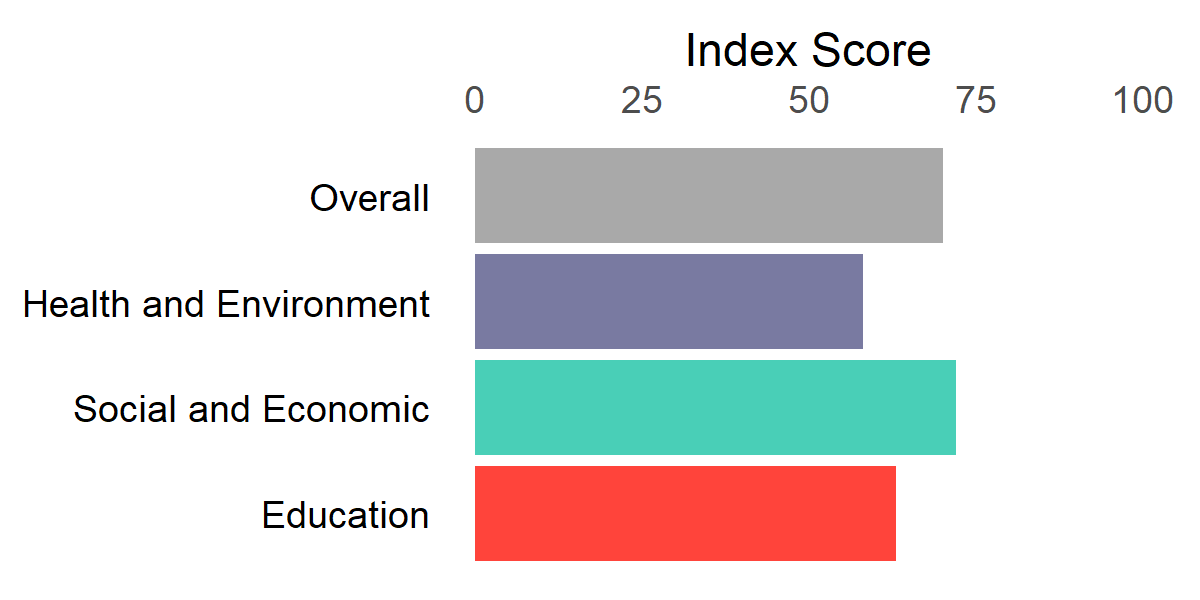 Index Score
0 25 50 75 100
Overall
Health and Environment
Social and Economic
Education